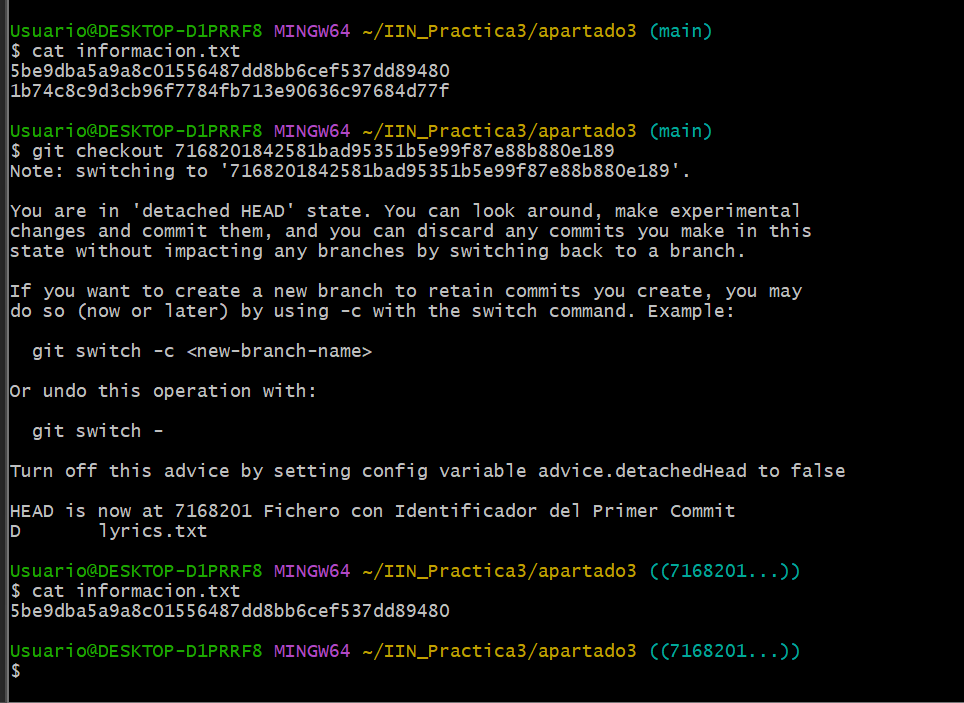 Usuario@DESKTOP-D1PRRF8 MINGW64 ~/IIN_Practica3/apartado3 (main)
$ cat informacion.txt
5be9dba5a9a8c01556487dd8bb6cef537dd89480
1b74c8c9d3cb96f7784fb713e90636c97684d77f

Usuario@DESKTOP-D1PRRF8 MINGW64 ~/IIN_Practica3/apartado3 (main)
$ git checkout 7168201842581bad95351b5e99f87e88b880e189
Note: switching to '7168201842581bad95351b5e99f87e88b880e189'.

You are in 'detached HEAD' state. You can look around, make experimental
changes and commit them, and you can discard any commits you make in this
state without impacting any branches by switching back to a branch.

If you want to create a new branch to retain commits you create, you may
do so (now or later) by using -c with the switch command. Example:

  git switch -c <new-branch-name>

Or undo this operation with:

  git switch -

Turn off this advice by setting config variable advice.detachedHead to false

HEAD is now at 7168201 Fichero con Identificador del Primer Commit
D       lyrics.txt

Usuario@DESKTOP-D1PRRF8 MINGW64 ~/IIN_Practica3/apartado3 ((7168201...))
$ cat informacion.txt
5be9dba5a9a8c01556487dd8bb6cef537dd89480

Usuario@DESKTOP-D1PRRF8 MINGW64 ~/IIN_Practica3/apartado3 ((7168201...))
$